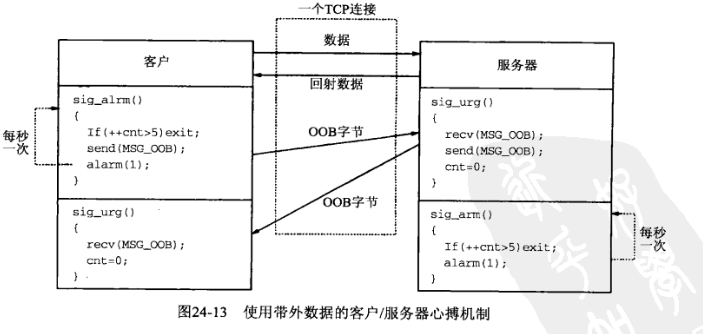 一个TCP连接
数据
客户
服务器
回射数据
sig_alrm()
{
If(++cnt>5)exit;
send(MSG_OOB);
alarm(1);
}
每秒
一次
OOB字节
sig_urg()
{
recv(MSG_OOB);
send(MSG_OOB);
cnt=0;
}
OOB字节
sig_urg()
{
recv(MSG_OOB);
cnt=0;
}
sig_arm()
{
If(++cnt>5)exit;
alarm(1);
}
每秒
一次
图24-13 使用带外数据的客户/服务器心搏机制